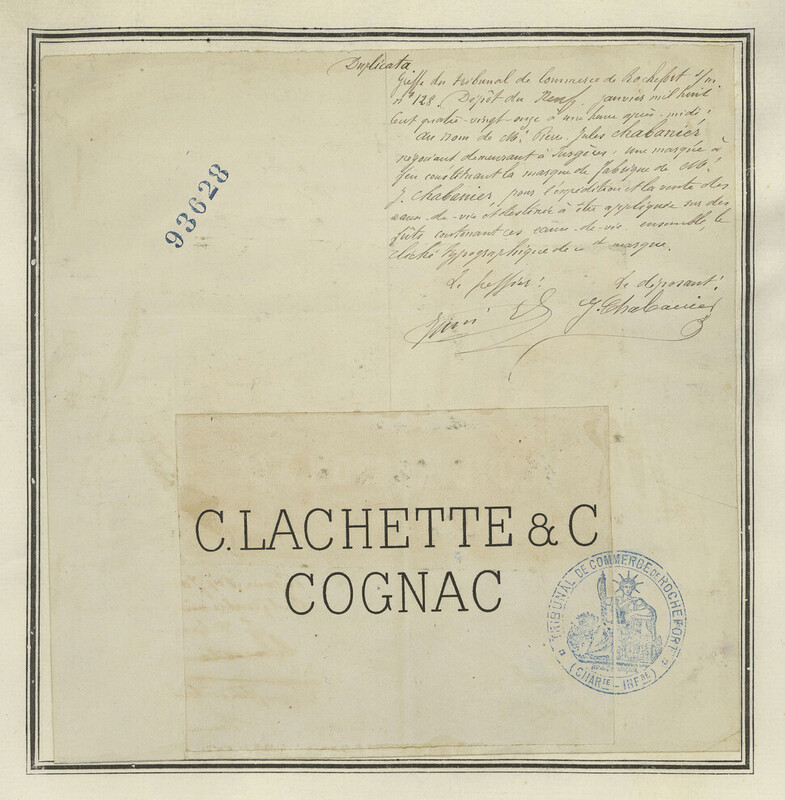 Duplicata
Greffe du tribunal de Commerce de Rochefort s/m.
n° 128. Dépôt du Neuf janvier mil huit
Cent quatre-vingt-onze à une heure après-midi,
au nom de Mr. Pierre Jules Chabanier
négociant demeurant à Surgères, une marque à
feu constituant la marque de fabrique de Mr.
J. Chabanier pour l'expédition et la vente des
eaux-de-vie et destinée à être appliquée sur des
fûts contenant ces eaux-de-vie. ensemble, le
cliché typographique de cette marque.
Le greffier: Le déposant:
J. Chabanier
93628
C. LACHETTE & C
COGNAC
TRIBUNAL DE COMMERCE DE ROCHEFORT
(CHARTE - INFRE)